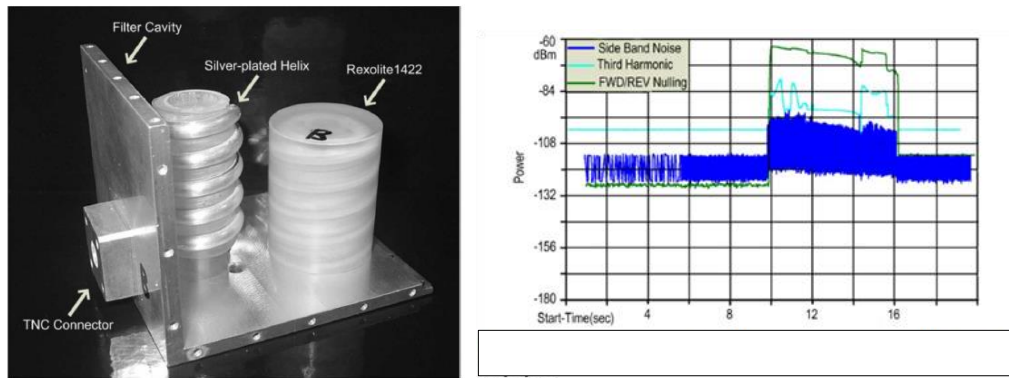 Filter Cavity
Silver-plated Helix
Rexolite1422
TNC Connector
B
-60
dBm
-84
-108
-132
-156
-180
Power
Side Band Noise
Third Harmonic
FWD/REV Nulling
Start-Time(sec) 4 8 12 16